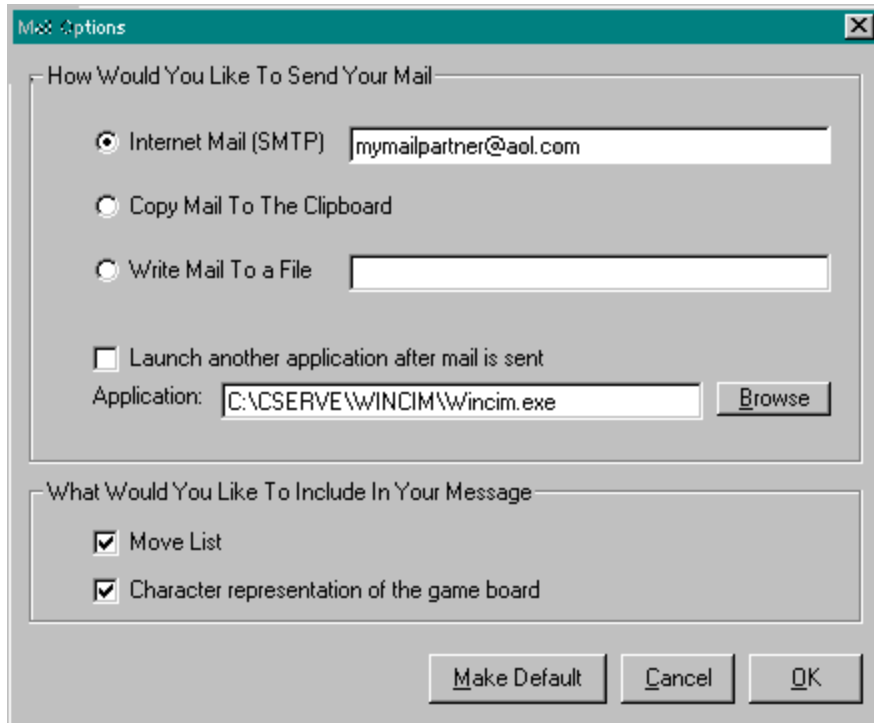 Mail Options
How Would You Like To Send Your Mail
Internet Mail (SMTP) mymailpartner@aol.com
Copy Mail To The Clipboard
Write Mail To a File
Launch another application after mail is sent
Application: C:\CSERVE\WINCIM\Wincim.exe Browse
What Would You Like To Include In Your Message
Move List
Character representation of the game board
Make Default Cancel OK